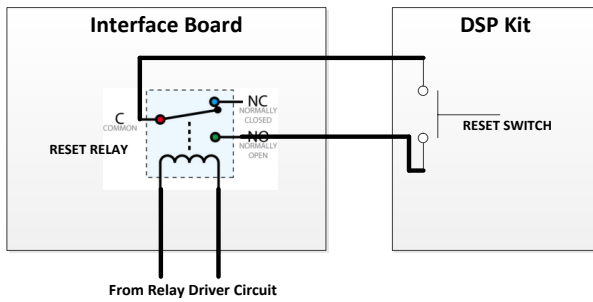 Interface Board
DSP Kit
NC
NORMALLY
CLOSED
C
COMMON
RESET SWITCH
NO
NORMALLY
OPEN
RESET RELAY
From Relay Driver Circuit